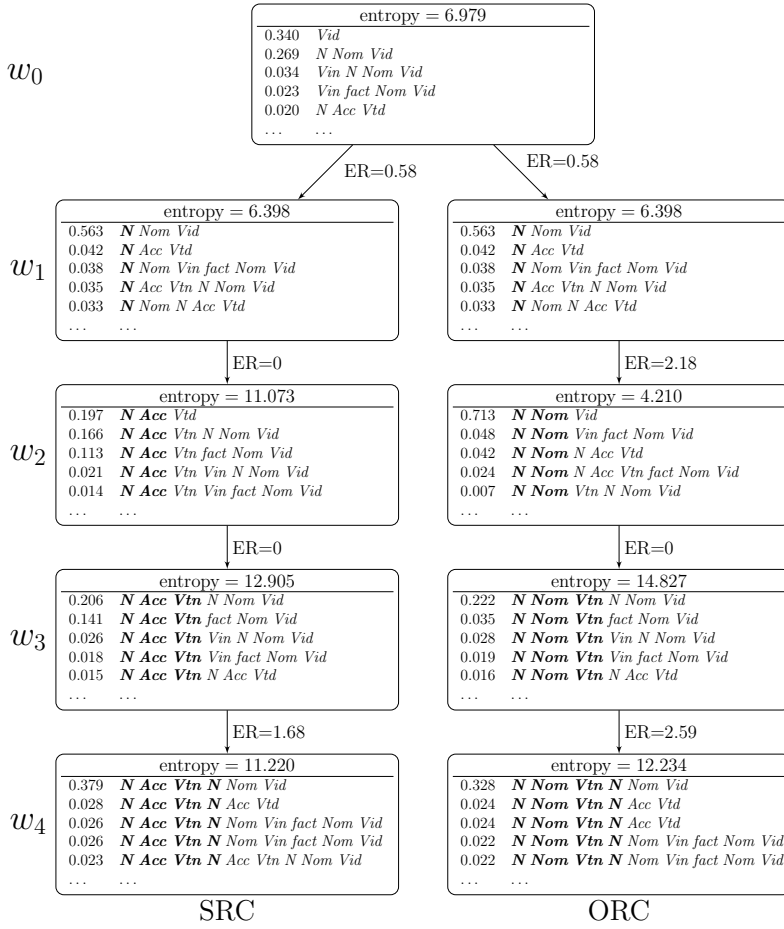 entropy = 6.979
0.340 Vid
0.269 N Nom Vid
0.034 Vin N Nom Vid
0.023 Vin fact Nom Vid
0.020 N Acc Vtd
... ...
w0
ER=0.58
ER=0.58
entropy = 6.398
0.563 N Nom Vid
0.042 N Acc Vtd
0.038 N Nom Vin fact Nom Vid
0.035 N Acc Vtn N Nom Vid
0.033 N Nom N Acc Vtd
... ...
entropy = 6.398
0.563 N Nom Vid
0.042 N Acc Vtd
0.038 N Nom Vin fact Nom Vid
0.035 N Acc Vtn N Nom Vid
0.033 N Nom N Acc Vtd
... ...
w1
ER=0
ER=2.18
entropy = 11.073
0.197 N Acc Vtd
0.166 N Acc Vtn N Nom Vid
0.113 N Acc Vtn fact Nom Vid
0.021 N Acc Vtn Vin N Nom Vid
0.014 N Acc Vtn Vin fact Nom Vid
... ...
entropy = 4.210
0.713 N Nom Vid
0.048 N Nom Vin fact Nom Vid
0.042 N Nom N Acc Vtd
0.024 N Nom N Acc Vtn fact Nom Vid
0.007 N Nom Vtn N Nom Vid
... ...
w2
ER=0
ER=0
entropy = 12.905
0.206 N Acc Vtn N Nom Vid
0.141 N Acc Vtn fact Nom Vid
0.026 N Acc Vtn Vin N Nom Vid
0.018 N Acc Vtn Vin fact Nom Vid
0.015 N Acc Vtn N Acc Vtd
... ...
entropy = 14.827
0.222 N Nom Vtn N Nom Vid
0.035 N Nom Vtn fact Nom Vid
0.028 N Nom Vtn Vin N Nom Vid
0.019 N Nom Vtn Vin fact Nom Vid
0.016 N Nom Vtn N Acc Vtd
... ...
w3
ER=1.68
ER=2.59
entropy = 11.220
0.379 N Acc Vtn N Nom Vid
0.028 N Acc Vtn N Acc Vtd
0.026 N Acc Vtn N Nom Vin fact Nom Vid
0.026 N Acc Vtn N Nom Vin fact Nom Vid
0.023 N Acc Vtn N Acc Vtn N Nom Vid
... ...
entropy = 12.234
0.328 N Nom Vtn N Nom Vid
0.024 N Nom Vtn N Acc Vtd
0.024 N Nom Vtn N Acc Vtd
0.022 N Nom Vtn N Nom Vin fact Nom Vid
0.022 N Nom Vtn N Nom Vin fact Nom Vid
... ...
w4
SRC
ORC